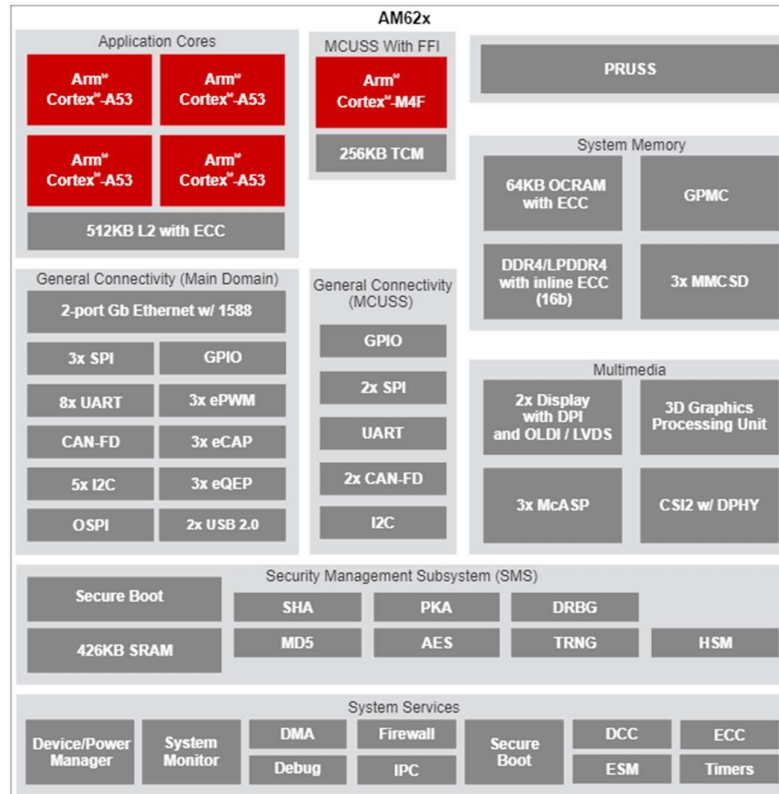 AM62x
Application Cores
Arm®
Cortex®-A53
Arm®
Cortex®-A53
Arm®
Cortex®-A53
Arm®
Cortex®-A53
512KB L2 with ECC
MCUSS With FFI
Arm®
Cortex®-M4F
256KB TCM
PRUSS
System Memory
64KB OCRAM
with ECC
GPMC
DDR4/LPDDR4
with inline ECC
(16b)
3x MMCSD
General Connectivity (Main Domain)
2-port Gb Ethernet w/ 1588
3x SPI
GPIO
8x UART
3x ePWM
CAN-FD
3x eCAP
5x I2C
3x eQEP
OSPI
2x USB 2.0
General Connectivity
(MCUSS)
GPIO
2x SPI
UART
2x CAN-FD
I2C
Multimedia
2x Display
with DPI
and OLDI / LVDS
3D Graphics
Processing Unit
3x McASP
CSI2 w/ DPHY
Security Management Subsystem (SMS)
Secure Boot
SHA
PKA
DRBG
426KB SRAM
MD5
AES
TRNG
HSM
System Services
Device/Power
Manager
System
Monitor
DMA
Debug
Firewall
IPC
Secure
Boot
DCC
ESM
ECC
Timers